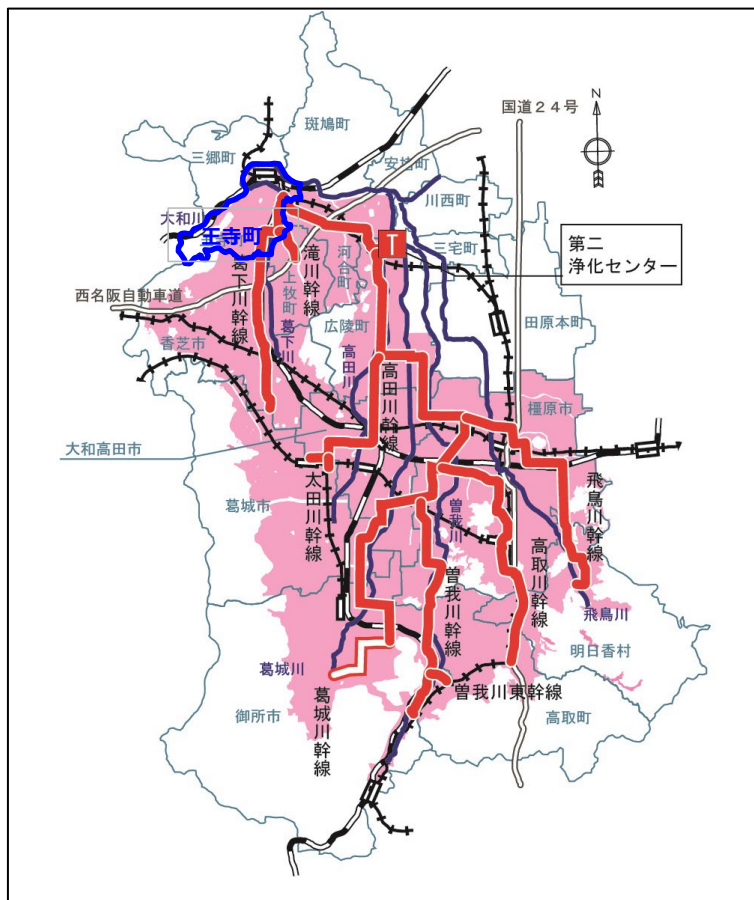 N
国道24号
斑鳩町
三郷町
安堵町
川西町
大和川
王寺町
T
三宅町
第二
浄化センター
滝川幹線
河合町
葛下川幹線
上牧町
西名阪自動車道
広陵町
田原本町
葛下川
香芝市
高田川
高田川幹線
橿原市
大和高田市
太田川幹線
飛鳥川幹線
葛城市
曽我川
高取川幹線
曽我川幹線
飛鳥川
明日香村
葛城川
葛城川幹線
曽我川東幹線
御所市
高取町